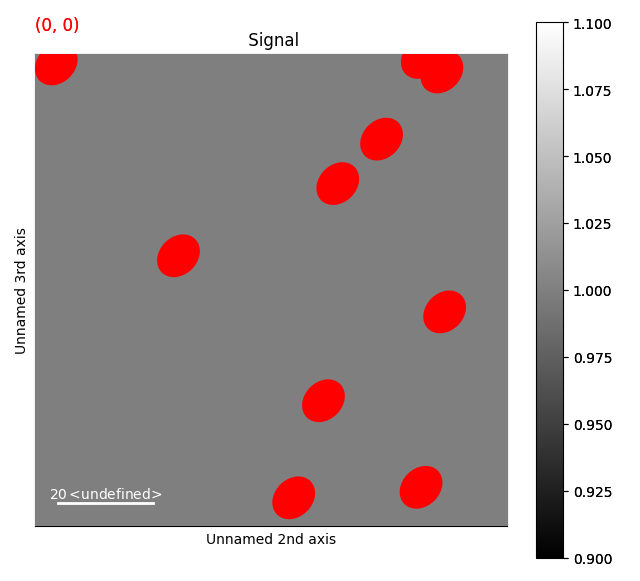 (0, 0)
Signal
1.100
1.075
1.050
1.025
1.000
0.975
0.950
0.925
0.900
Unnamed 3rd axis
20 <undefined>
Unnamed 2nd axis